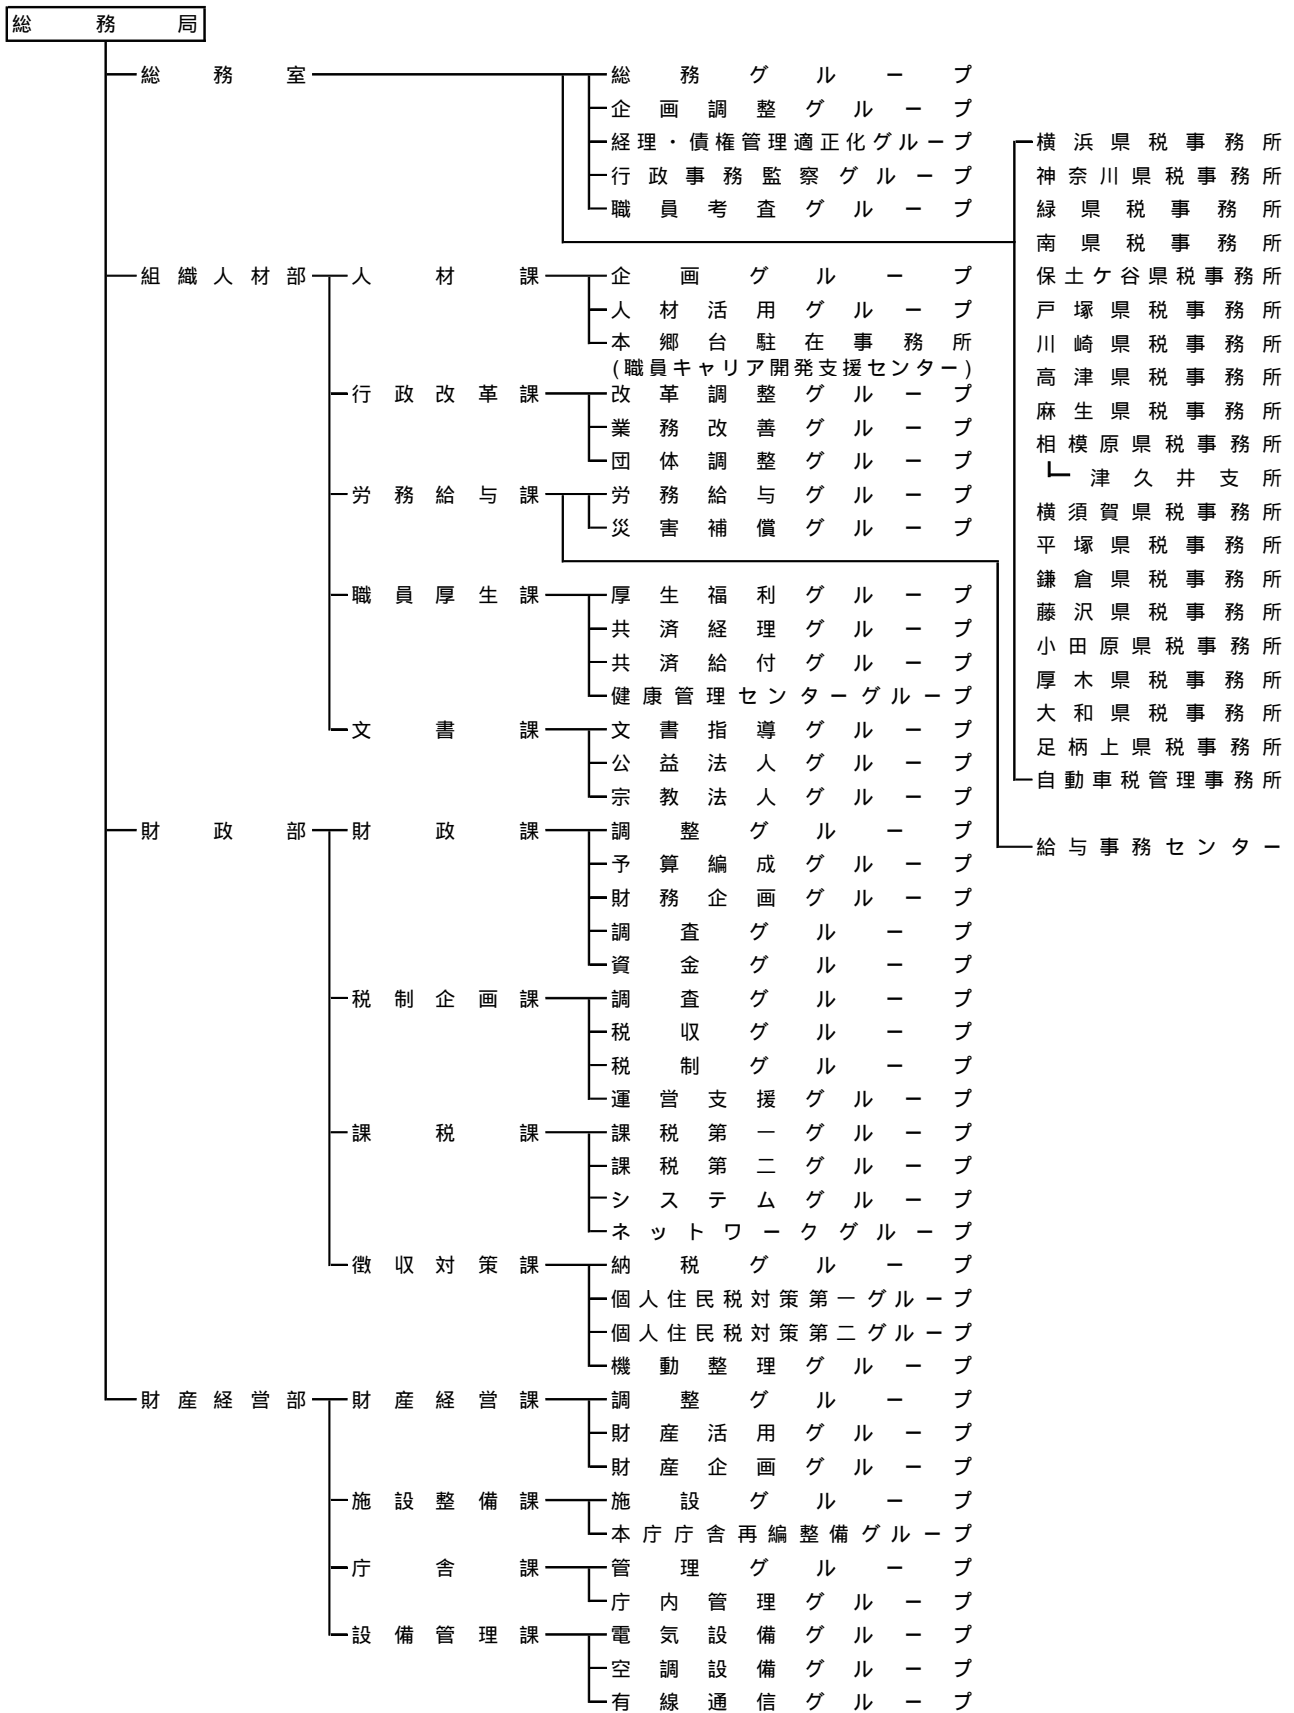 総務局
総務室
総務グループ
企画調整グループ
経理・債権管理適正化グループ
行政事務監察グループ
職員考査グループ
横浜県税事務所
神奈川県税事務所
緑県税事務所
南県税事務所
保土ケ谷県税事務所
戸塚県税事務所
川崎県税事務所
高津県税事務所
麻生県税事務所
相模原県税事務所
津久井支所
横須賀県税事務所
平塚県税事務所
鎌倉県税事務所
藤沢県税事務所
小田原県税事務所
厚木県税事務所
大和県税事務所
足柄上県税事務所
自動車税管理事務所
組織人材部
人材課
企画グループ
人材活用グループ
本郷台駐在事務所
(職員キャリア開発支援センター)
行政改革課
改革調整グループ
業務改善グループ
団体調整グループ
労務給与課
労務給与グループ
災害補償グループ
給与事務センター
職員厚生課
厚生福利グループ
共済経理グループ
共済給付グループ
健康管理センターグループ
文書課
文書指導グループ
公益法人グループ
宗教法人グループ
財政部
財政課
調整グループ
予算編成グループ
財務企画グループ
調査グループ
資金グループ
税制企画課
調査グループ
税収グループ
税制グループ
運営支援グループ
課税課
課税第一グループ
課税第二グループ
システムグループ
ネットワークグループ
徴収対策課
納税グループ
個人住民税対策第一グループ
個人住民税対策第二グループ
機動整理グループ
財産経営部
財産経営課
調整グループ
財産活用グループ
財産企画グループ
施設整備課
施設グループ
本庁庁舎再編整備グループ
庁舎課
管理グループ
庁内管理グループ
設備管理課
電気設備グループ
空調設備グループ
有線通信グループ